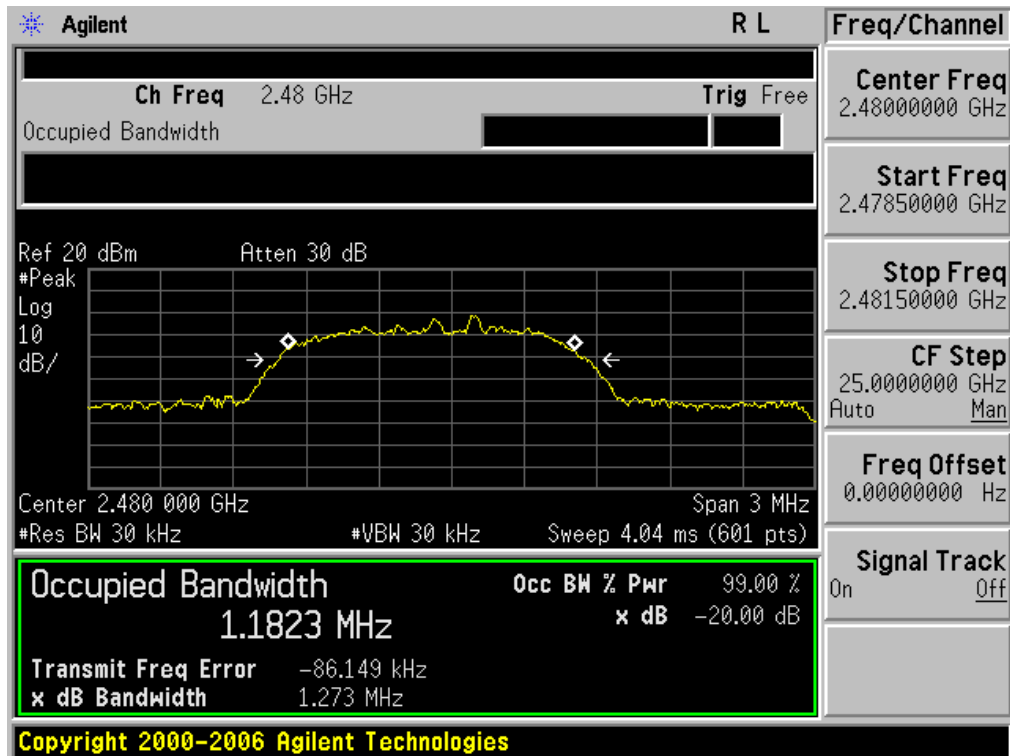 Agilent R L Freq/Channel
Ch Freq 2.48 GHz Trig Free
Occupied Bandwidth
Center Freq
2.48000000 GHz
Start Freq
2.47850000 GHz
Stop Freq
2.48150000 GHz
CF Step
25.0000000 GHz
Auto Man
Freq Offset
0.00000000 Hz
Signal Track
On Off
Ref 20 dBm Atten 30 dB
#Peak
Log
10
dB/
Center 2.480 000 GHz Span 3 MHz
#Res BW 30 kHz #VBW 30 kHz Sweep 4.04 ms (601 pts)
Occupied Bandwidth Occ BW % Pwr 99.00 %
1.1823 MHz x dB -20.00 dB
Transmit Freq Error -86.149 kHz
x dB Bandwidth 1.273 MHz
Copyright 2000-2006 Agilent Technologies